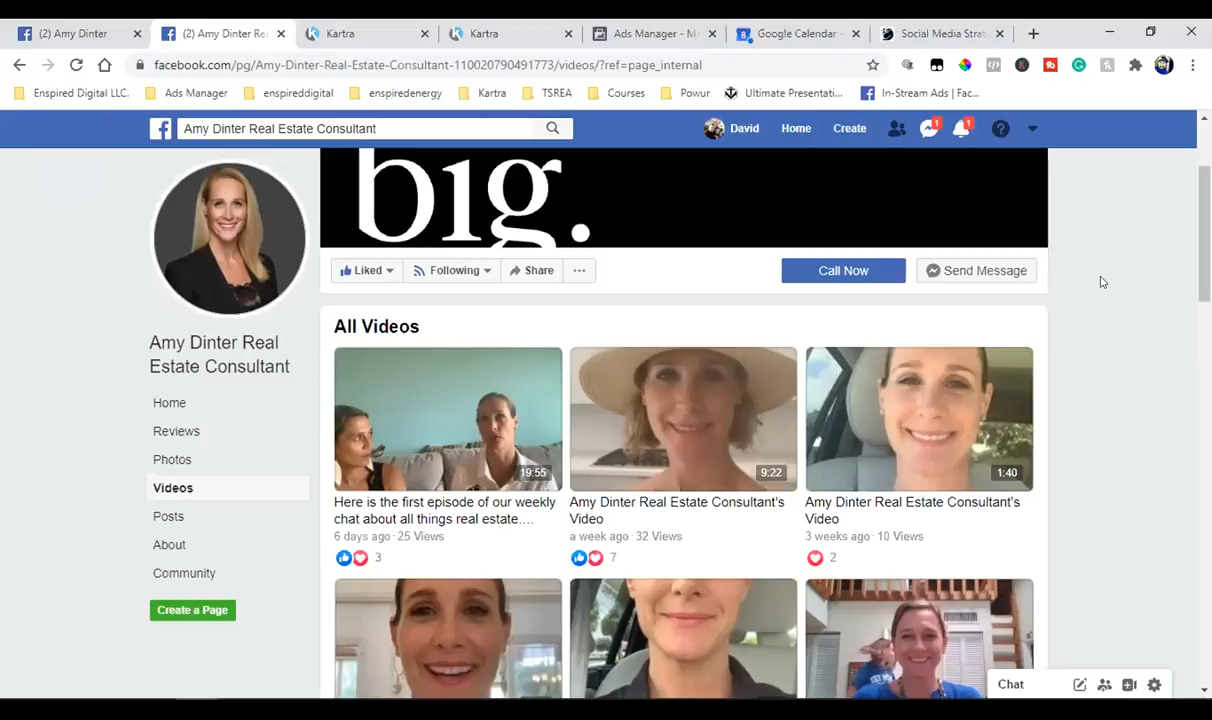 (2) Amy Dinter
(2) Amy Dinter Re
Kartra
Kartra
Ads Manager - M
Google Calendar -
Social Media Strat
facebook.com/pg/Amy-Dinter-Real-Estate-Consultant-110020790491773/videos/?ref=page_internal
Enspired Digital LLC.
Ads Manager
enspireddigital
enspiredenergy
Kartra
TSREA
Courses
Powur
Ultimate Presentati...
In-Stream Ads | Fac...
Amy Dinter Real Estate Consultant
David
Home
Create
1
1
big.
Liked
Following
Share
Call Now
Send Message
Amy Dinter Real
Estate Consultant
Home
Reviews
Photos
Videos
Posts
About
Community
Create a Page
All Videos
19:55
Here is the first episode of our weekly
chat about all things real estate....
6 days ago · 25 Views
3
9:22
Amy Dinter Real Estate Consultant's
Video
a week ago · 32 Views
7
1:40
Amy Dinter Real Estate Consultant's
Video
3 weeks ago · 10 Views
2
Chat